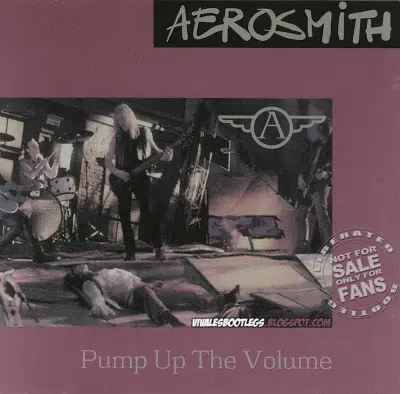 AEROSMITH
A
LIBERATED
NOT FOR
SALE
ONLY FOR
FANS
BOOTLEG
VIVALESBOOTLEGS.BLOGSPOT.COM
Pump Up The Volume